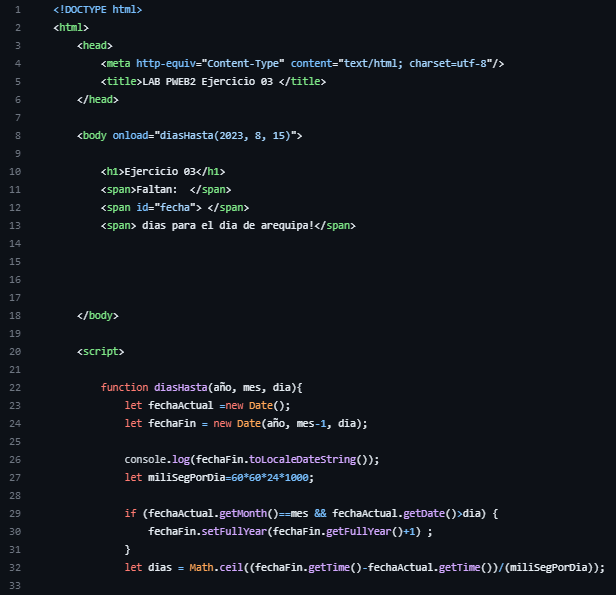 1 <!DOCTYPE html>
2 <html>
3 <head>
4 <meta http-equiv="Content-Type" content="text/html; charset=utf-8"/>
5 <title>LAB PWEB2 Ejercicio 03 </title>
6 </head>
7
8 <body onload="diasHasta(2023, 8, 15)">
9
10 <h1>Ejercicio 03</h1>
11 <span>Faltan:  </span>
12 <span id="fecha"> </span>
13 <span> dias para el dia de arequipa!</span>
14
15
16
17
18 </body>
19
20 <script>
21
22 function diasHasta(año, mes, dia){
23 let fechaActual =new Date();
24 let fechaFin = new Date(año, mes-1, dia);
25
26 console.log(fechaFin.toLocaleDateString());
27 let miliSegPorDia=60*60*24*1000;
28
29 if (fechaActual.getMonth()==mes && fechaActual.getDate()>dia) {
30 fechaFin.setFullYear(fechaFin.getFullYear()+1) ;
31 }
32 let dias = Math.ceil((fechaFin.getTime()-fechaActual.getTime())/(miliSegPorDia));
33